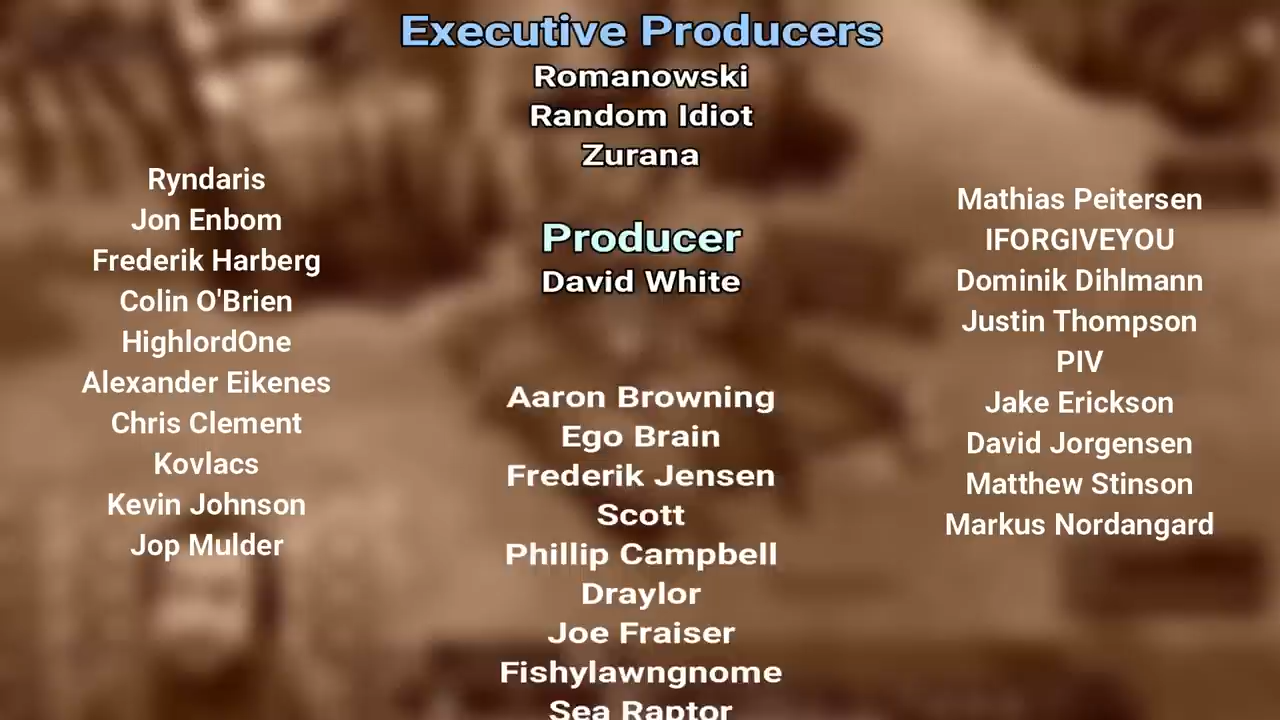 Executive Producers
Romanowski
Random Idiot
Zurana
Producer
David White
Aaron Browning
Ego Brain
Frederik Jensen
Scott
Phillip Campbell
Draylor
Joe Fraiser
Fishylawngnome
Sea Raptor
Ryndaris
Jon Enbom
Frederik Harberg
Colin O'Brien
HighlordOne
Alexander Eikenes
Chris Clement
Kovlacs
Kevin Johnson
Jop Mulder
Mathias Peitersen
IFORGIVEYOU
Dominik Dihlmann
Justin Thompson
PIV
Jake Erickson
David Jorgensen
Matthew Stinson
Markus Nordangard